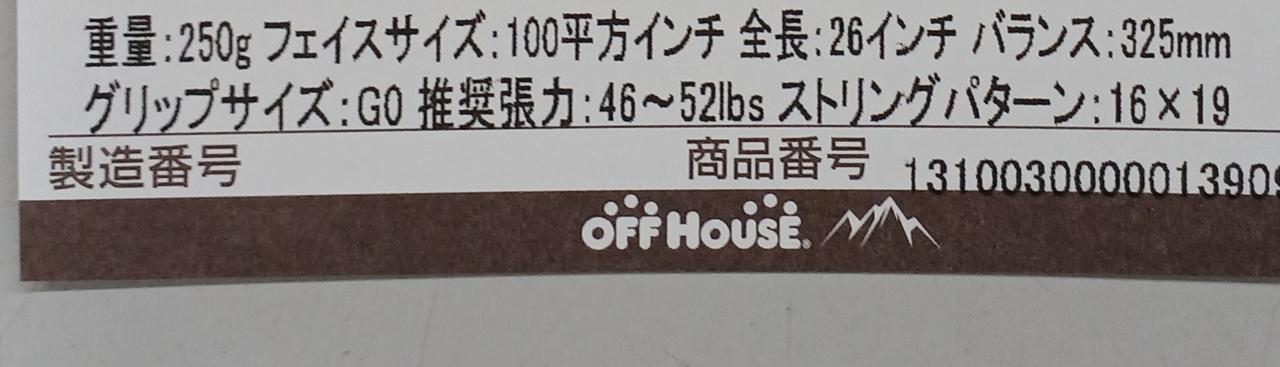 重量:250g フェイスサイズ:100平方インチ 全長:26インチ バランス:325mm
グリップサイズ:G0 推奨張力:46〜52lbs ストリングパターン:16×19
製造番号 商品番号 131003000001390
OFF HOUSE